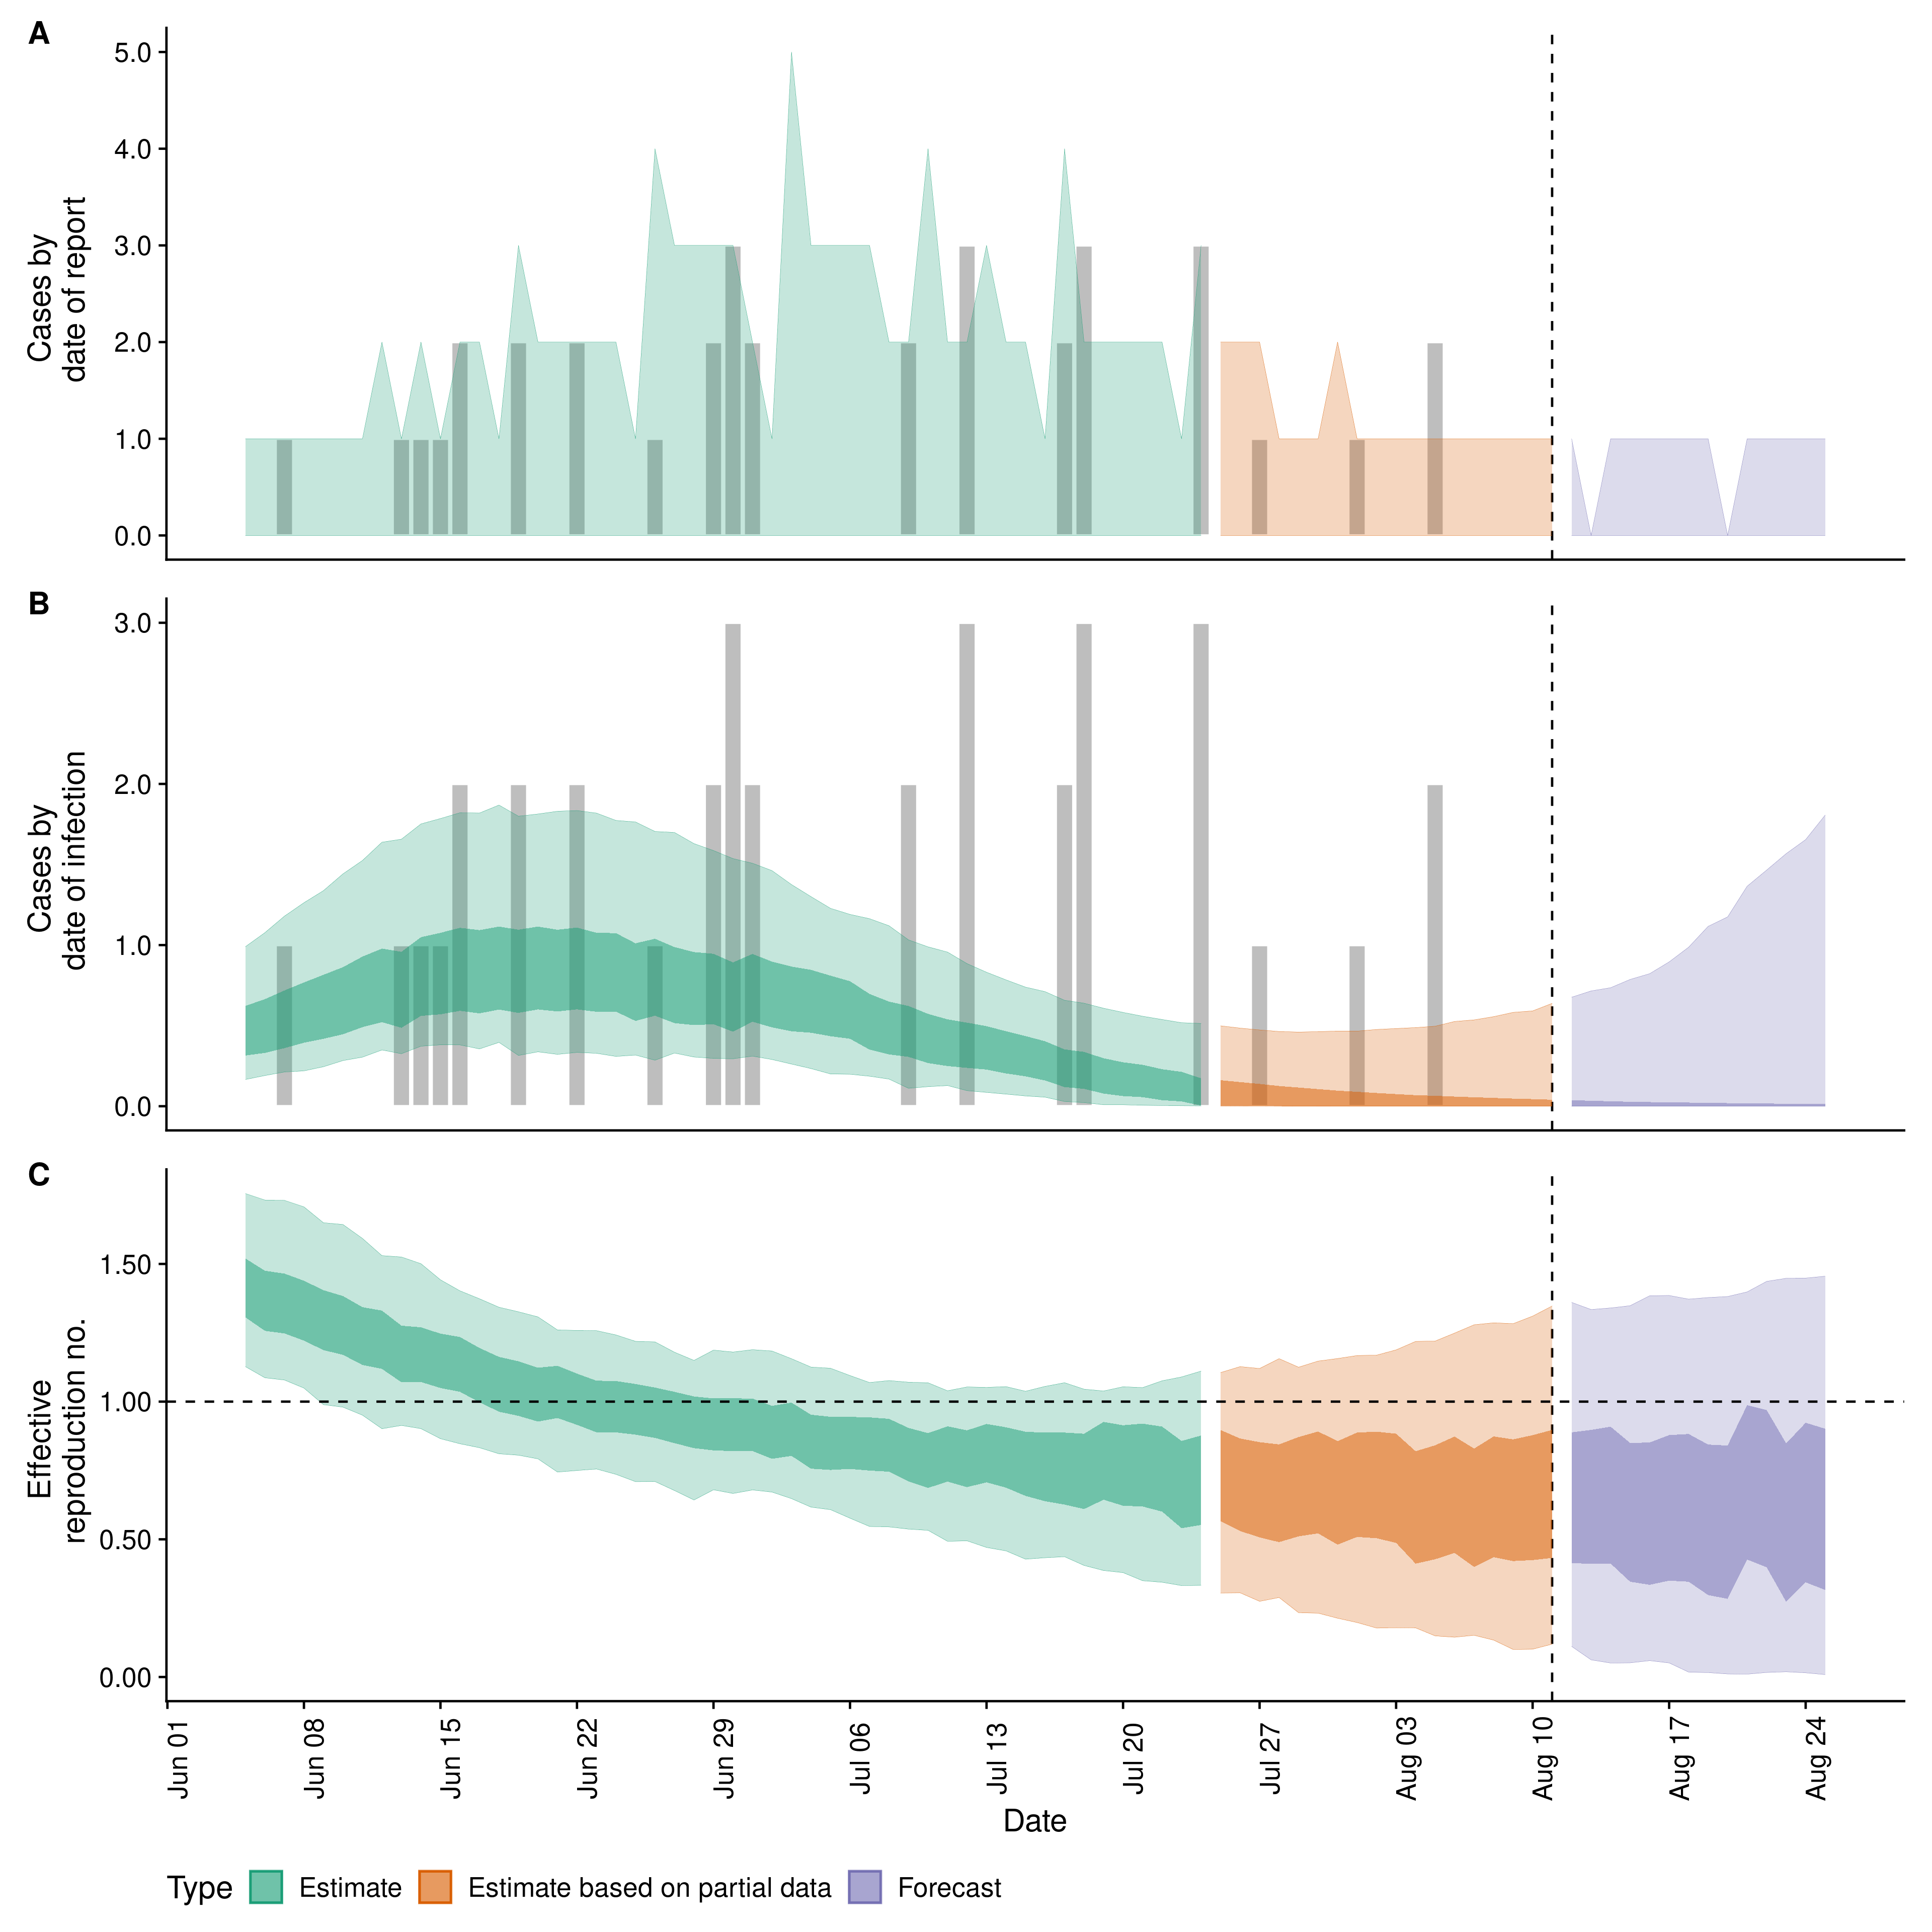 A
5.0
4.0
3.0
2.0
1.0
0.0
Cases by
date of report
B
3.0
2.0
1.0
0.0
Cases by
date of infection
C
1.50
1.00
0.50
0.00
Effective
reproduction no.
Jun 01
Jun 08
Jun 15
Jun 22
Jun 29
Jul 06
Jul 13
Jul 20
Jul 27
Aug 03
Aug 10
Aug 17
Aug 24
Date
Type Estimate Estimate based on partial data Forecast